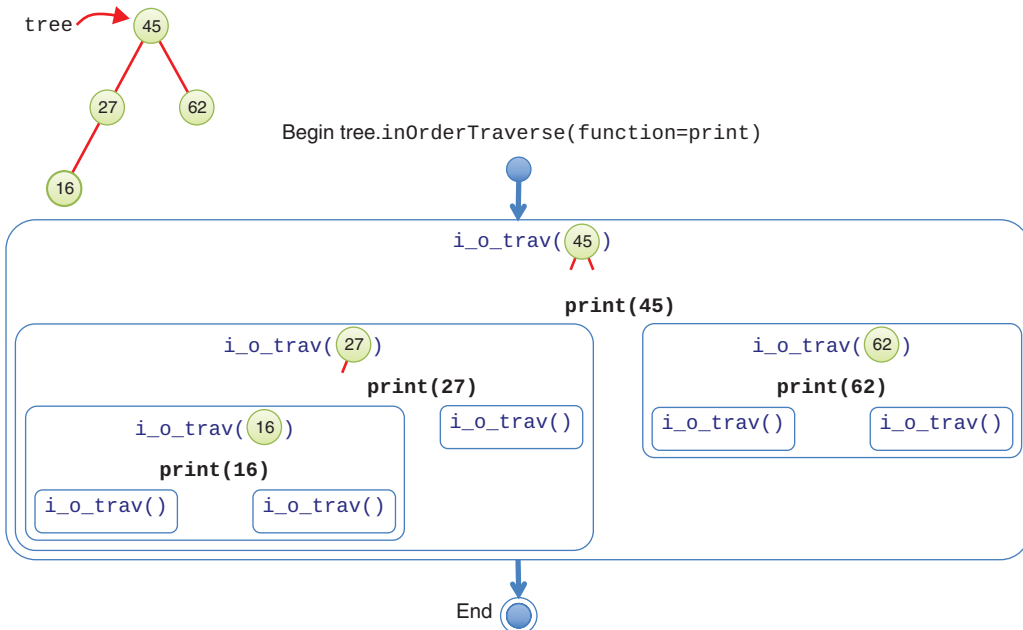 tree
45
27
62
16
Begin tree.inOrderTraverse(function=print)
i_o_trav(45)
print(45)
i_o_trav(27)
i_o_trav(62)
print(27)
print(62)
i_o_trav(16)
i_o_trav()
i_o_trav()
i_o_trav()
print(16)
i_o_trav()
i_o_trav()
End